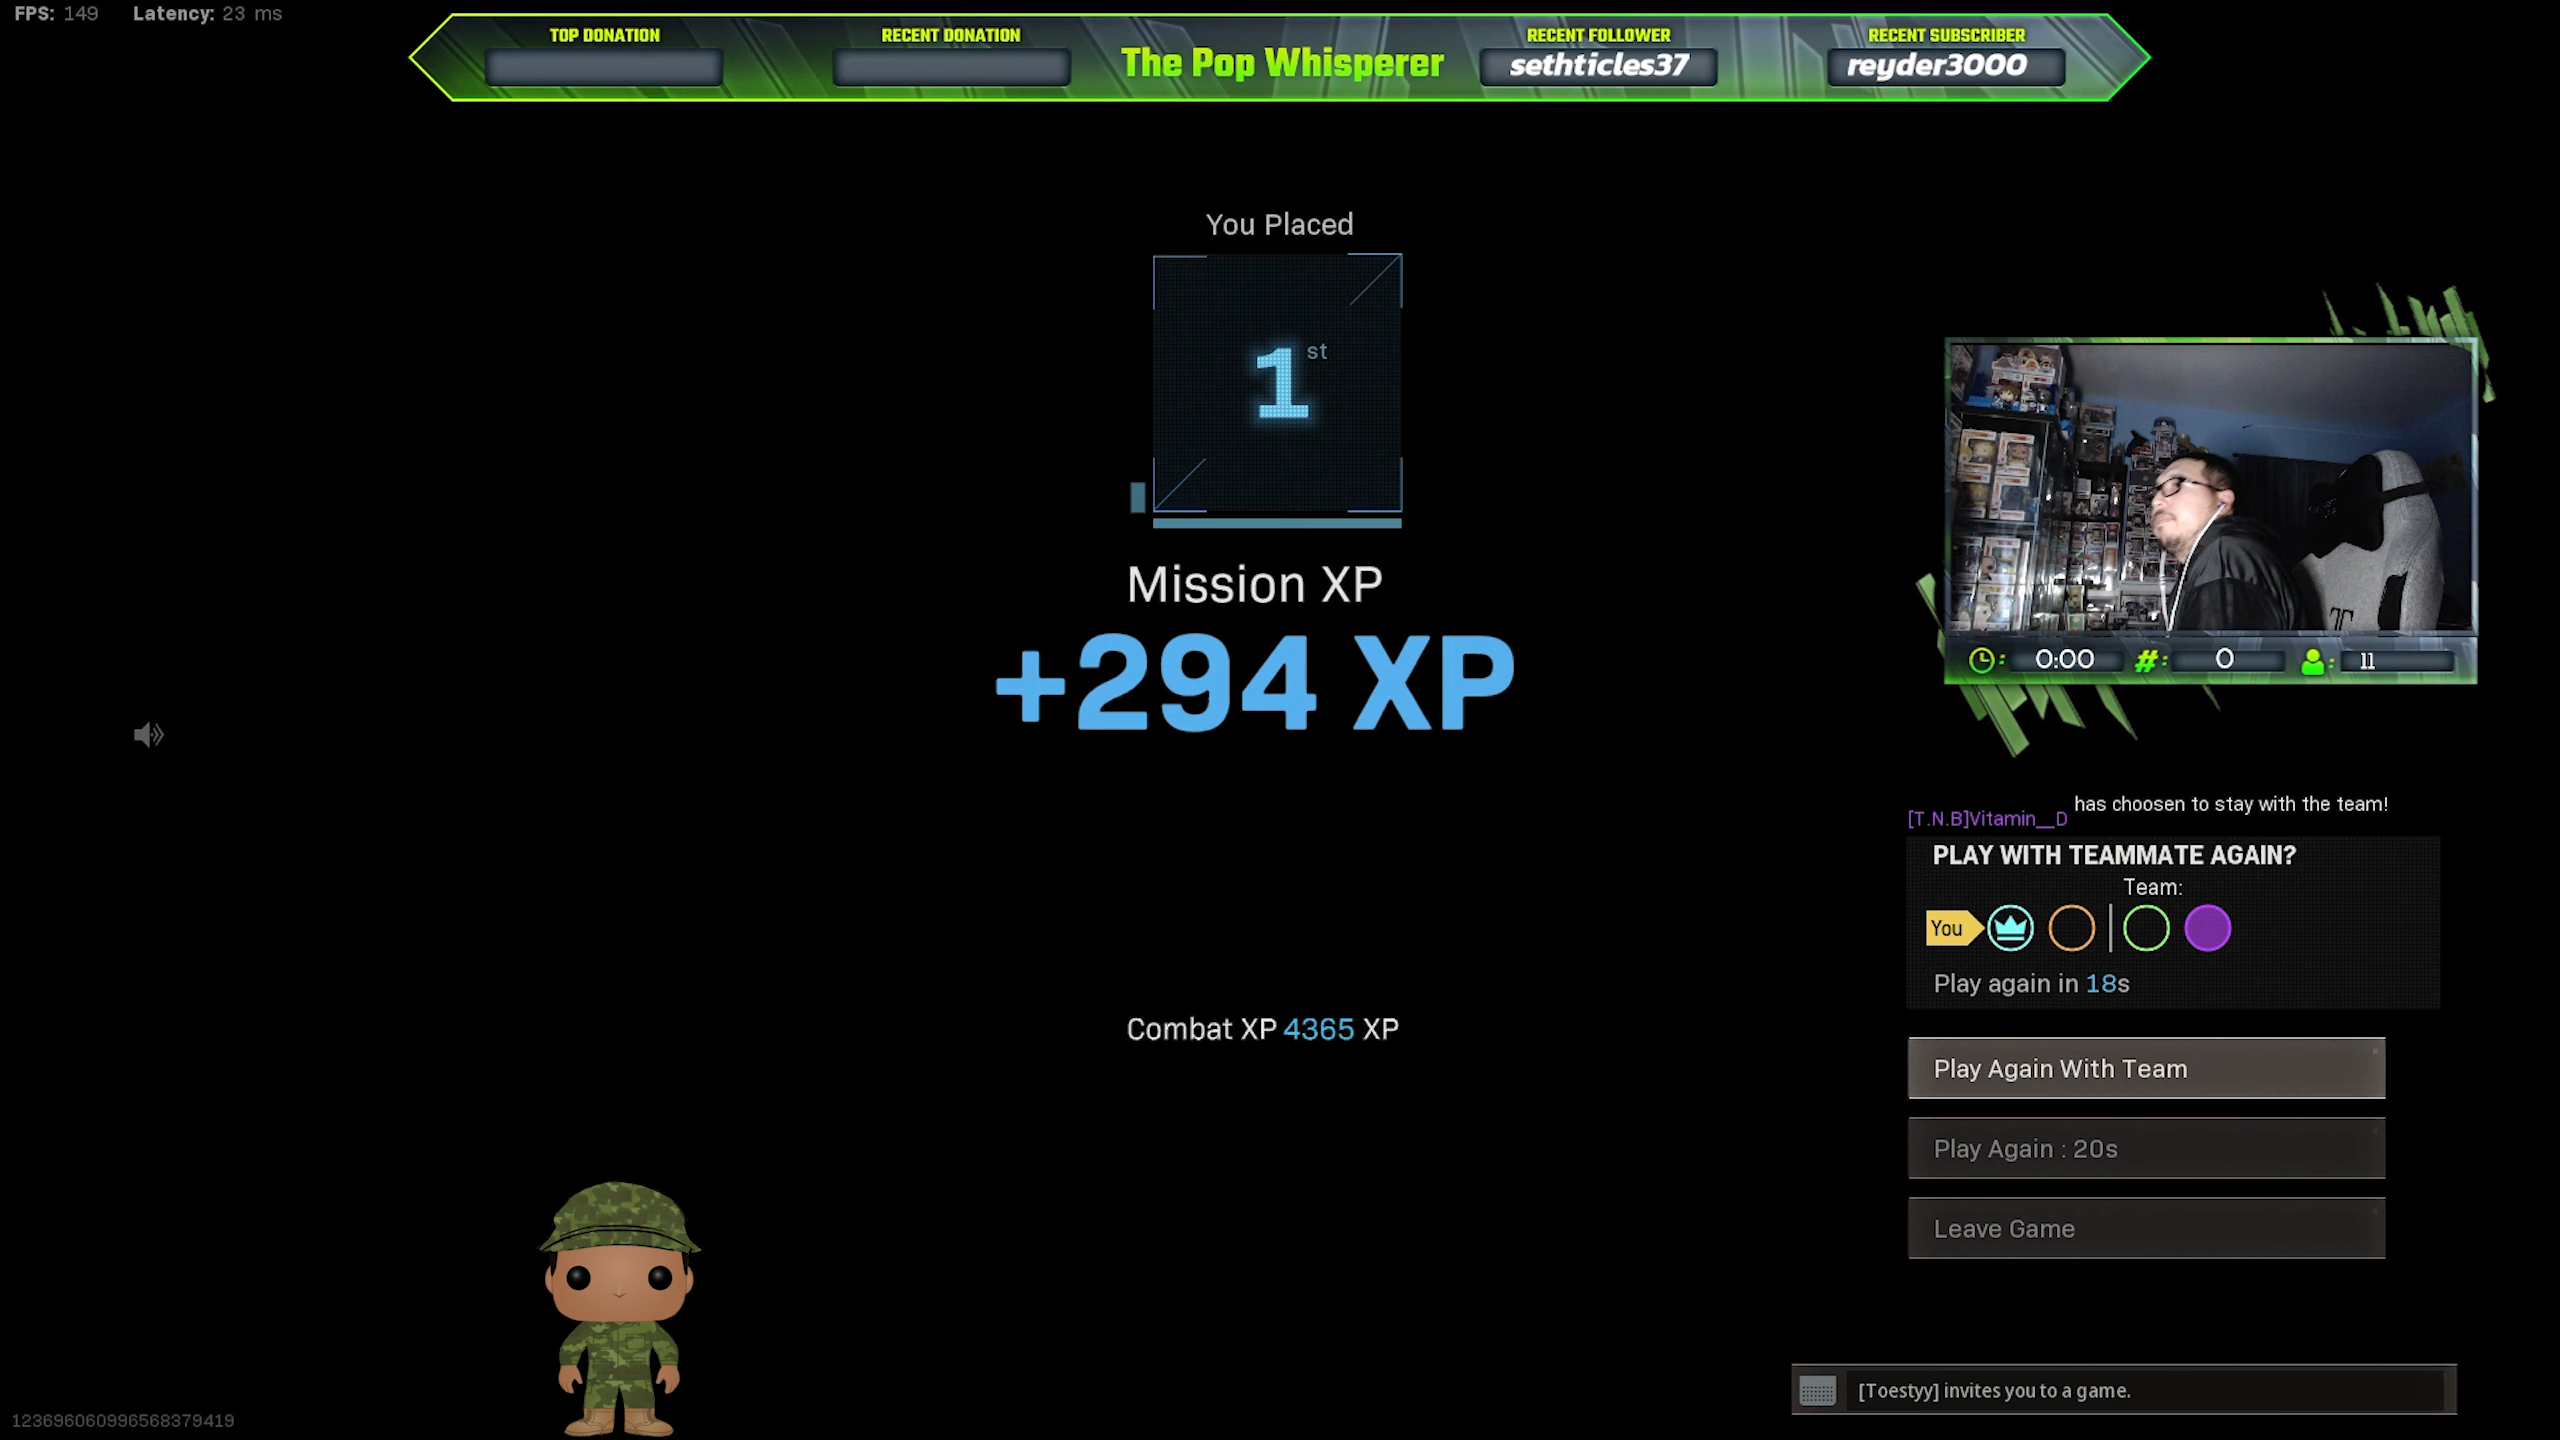 FPS: 149 Latency: 23 ms
TOP DONATION
RECENT DONATION
The Pop Whisperer
RECENT FOLLOWER
sethticles37
RECENT SUBSCRIBER
reyder3000
You Placed
1st
Mission XP
+294 XP
0:00
#: 0
11
[T.N.B]Vitamin__D has choosen to stay with the team!
PLAY WITH TEAMMATE AGAIN?
Team:
You
Play again in 18s
Combat XP 4365 XP
Play Again With Team
Play Again : 20s
Leave Game
[Toestyy] invites you to a game.
123696060996568379419